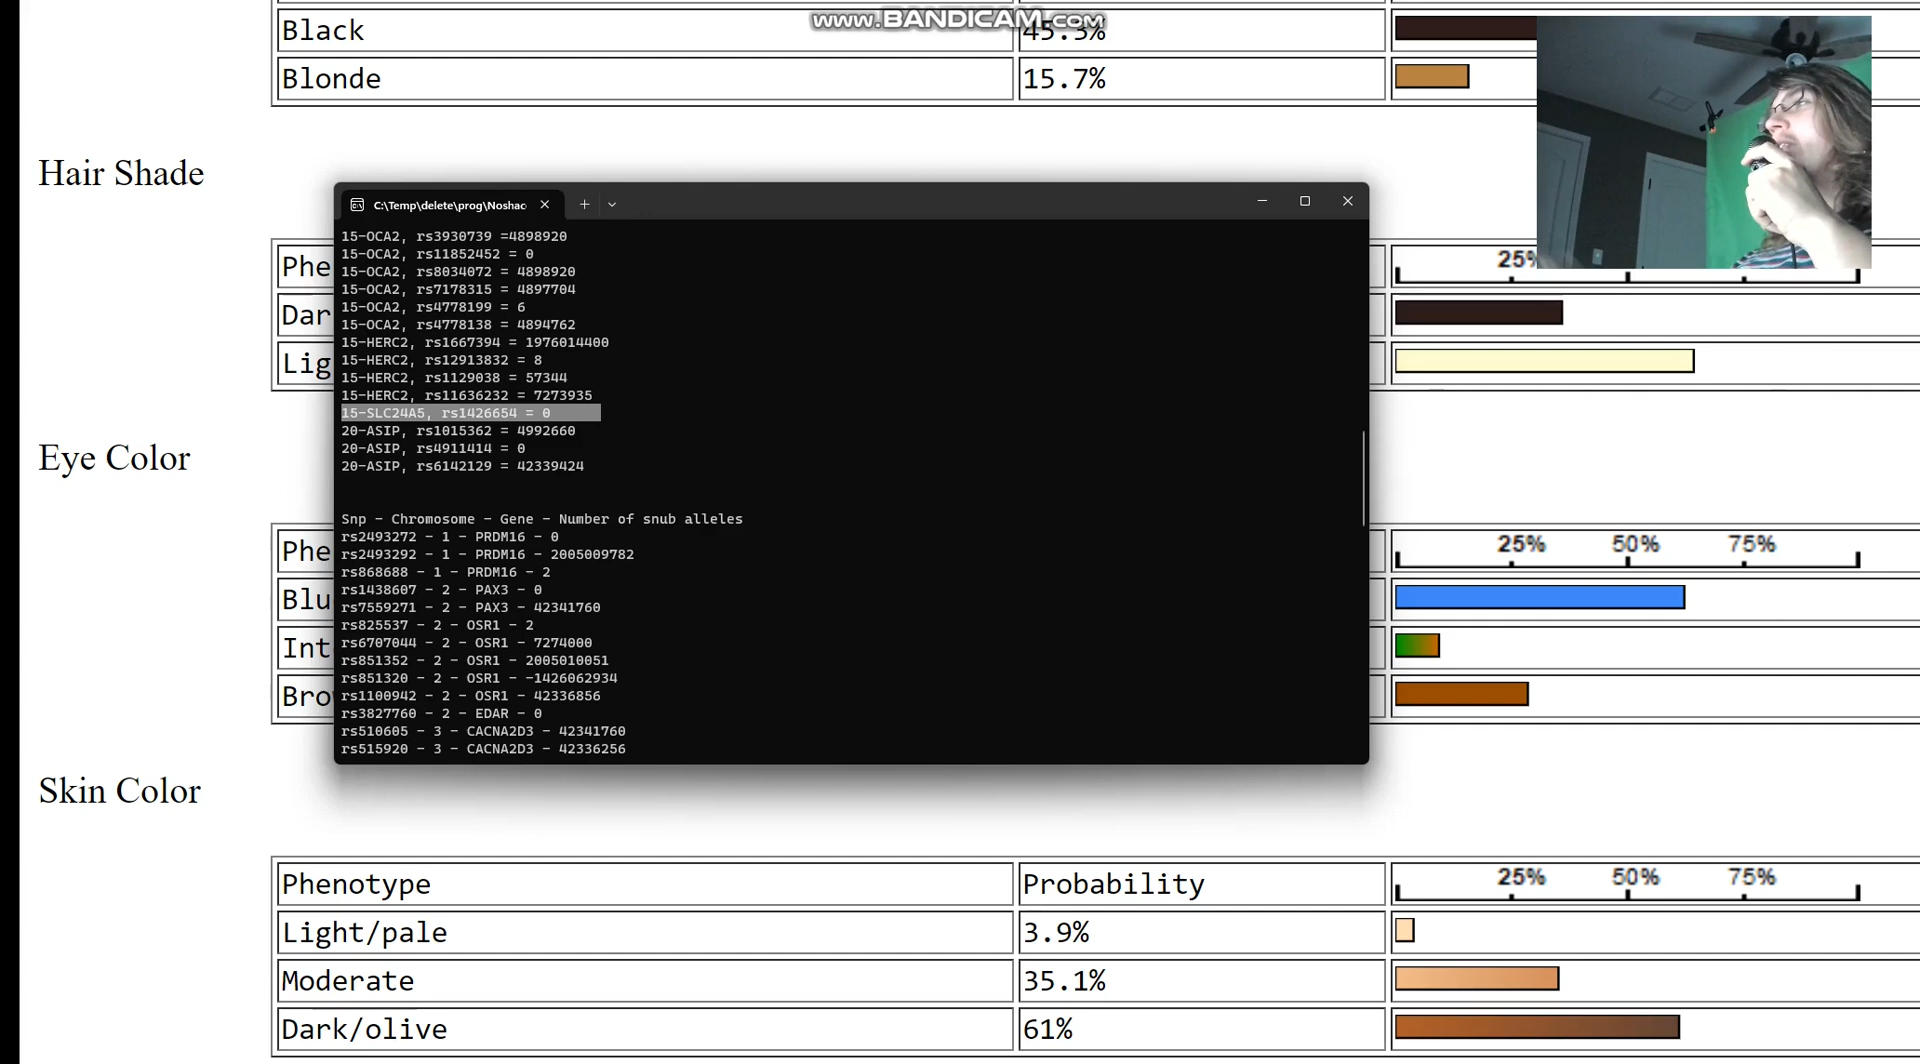 www.BANDICAM.com
Black
45.3%
Blonde
15.7%
Hair Shade
Phe
25%
Dar
Lig
C:\Temp\delete\prog\Noshac
15-OCA2, rs3930739 =4898920
15-OCA2, rs11852452 = 0
15-OCA2, rs8034072 = 4898920
15-OCA2, rs7178315 = 4897704
15-OCA2, rs4778199 = 6
15-OCA2, rs4778138 = 4894762
15-HERC2, rs1667394 = 1976014400
15-HERC2, rs12913832 = 8
15-HERC2, rs1129038 = 57344
15-HERC2, rs11636232 = 7273935
15-SLC24A5, rs1426654 = 0
20-ASIP, rs1015362 = 4992660
20-ASIP, rs4911414 = 0
20-ASIP, rs6142129 = 42339424
Snp - Chromosome - Gene - Number of snub alleles
rs2493272 - 1 - PRDM16 - 0
rs2493292 - 1 - PRDM16 - 2005009782
rs868688 - 1 - PRDM16 - 2
rs1438607 - 2 - PAX3 - 0
rs7559271 - 2 - PAX3 - 42341760
rs825537 - 2 - OSR1 - 2
rs6707044 - 2 - OSR1 - 7274000
rs851352 - 2 - OSR1 - 2005010051
rs851320 - 2 - OSR1 - -1426062934
rs1100942 - 2 - OSR1 - 42336856
rs3827760 - 2 - EDAR - 0
rs510605 - 3 - CACNA2D3 - 42341760
rs515920 - 3 - CACNA2D3 - 42336256
Eye Color
Phe
25% 50% 75%
Blu
Int
Bro
Skin Color
Phenotype
Probability
25% 50% 75%
Light/pale
3.9%
Moderate
35.1%
Dark/olive
61%